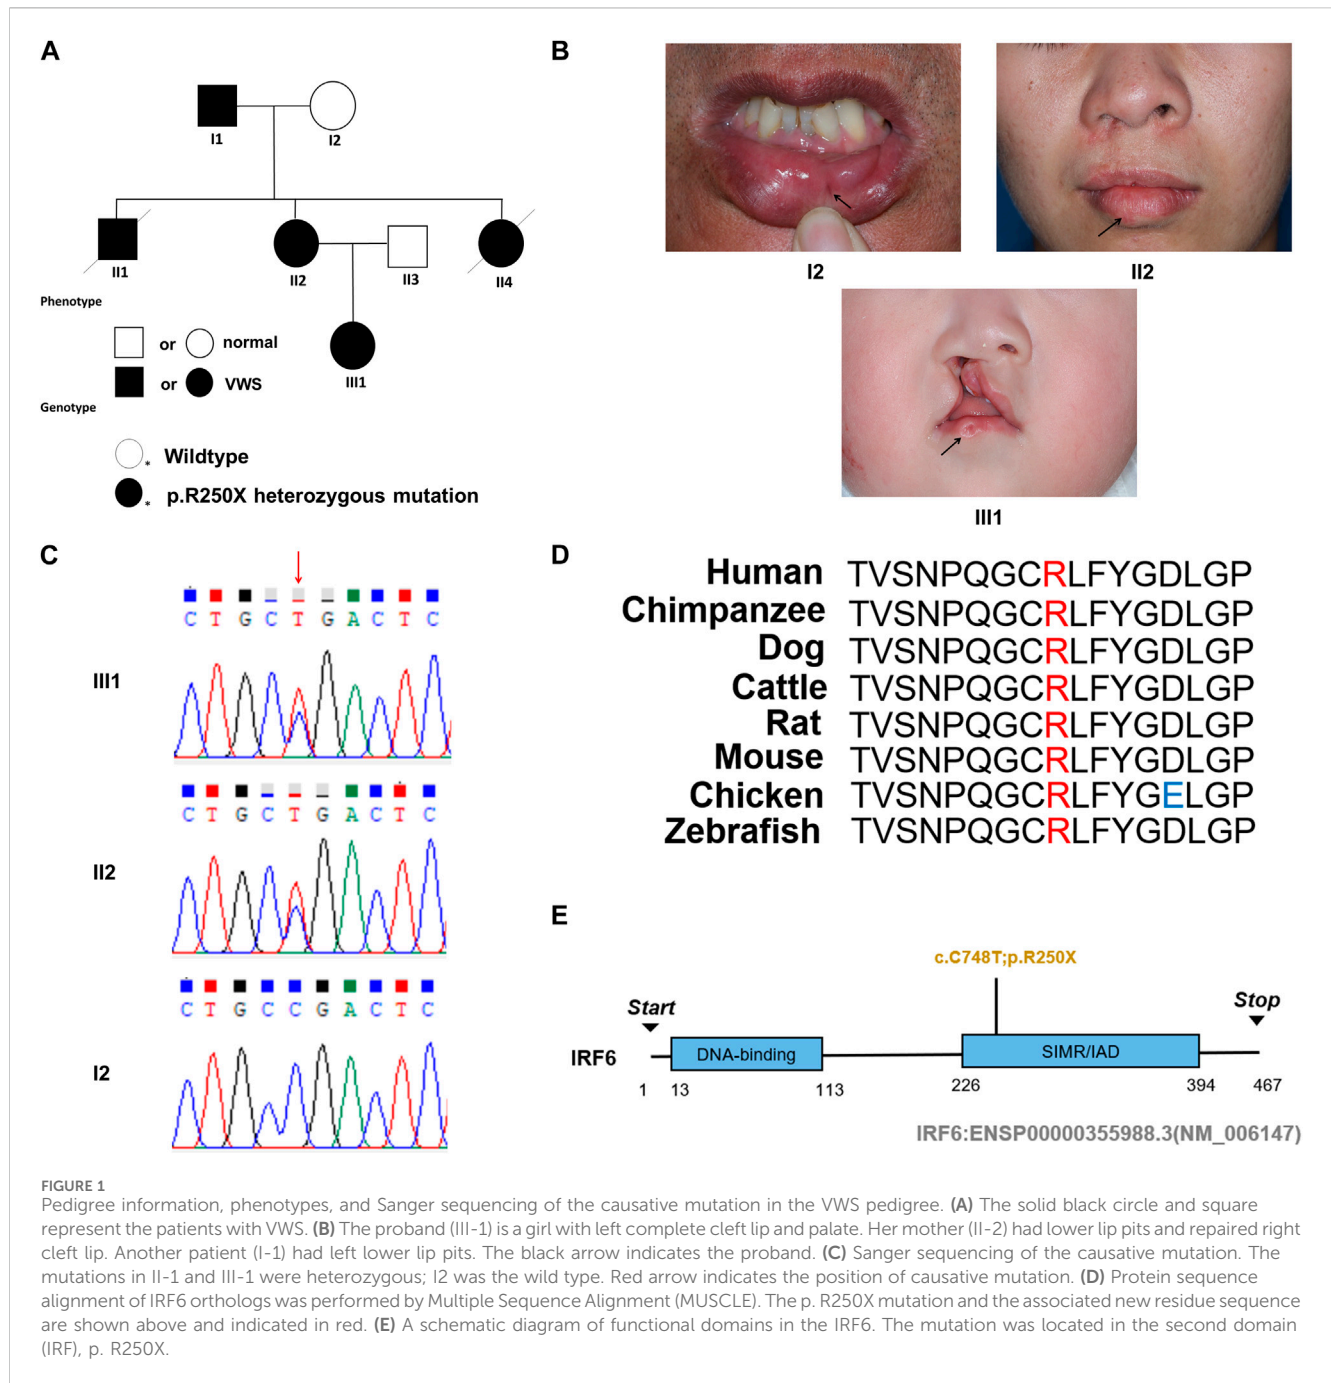 A
I1
I2
II1
II2
II3
II4
III1
Phenotype
or normal
or VWS
Genotype
* Wildtype
* p.R250X heterozygous mutation
B
I2
II2
III1
C
C T G C T G A C T C
III1
C T G C T G A C T C
II2
C T G C C G A C T C
I2
D
Human TVSNPQGCRLFYGDLGP
Chimpanzee TVSNPQGCRLFYGDLGP
Dog TVSNPQGCRLFYGDLGP
Cattle TVSNPQGCRLFYGDLGP
Rat TVSNPQGCRLFYGDLGP
Mouse TVSNPQGCRLFYGDLGP
Chicken TVSNPQGCRLFYGELGP
Zebrafish TVSNPQGCRLFYGDLGP
E
c.C748T;p.R250X
Start
Stop
IRF6
DNA-binding
SIMR/IAD
1 13 113 226 394 467
IRF6:ENSP00000355988.3(NM_006147)
FIGURE 1
Pedigree information, phenotypes, and Sanger sequencing of the causative mutation in the VWS pedigree. (A) The solid black circle and square
represent the patients with VWS. (B) The proband (III-1) is a girl with left complete cleft lip and palate. Her mother (II-2) had lower lip pits and repaired right
cleft lip. Another patient (I-1) had left lower lip pits. The black arrow indicates the proband. (C) Sanger sequencing of the causative mutation. The
mutations in II-1 and III-1 were heterozygous; I2 was the wild type. Red arrow indicates the position of causative mutation. (D) Protein sequence
alignment of IRF6 orthologs was performed by Multiple Sequence Alignment (MUSCLE). The p. R250X mutation and the associated new residue sequence
are shown above and indicated in red. (E) A schematic diagram of functional domains in the IRF6. The mutation was located in the second domain
(IRF), p. R250X.